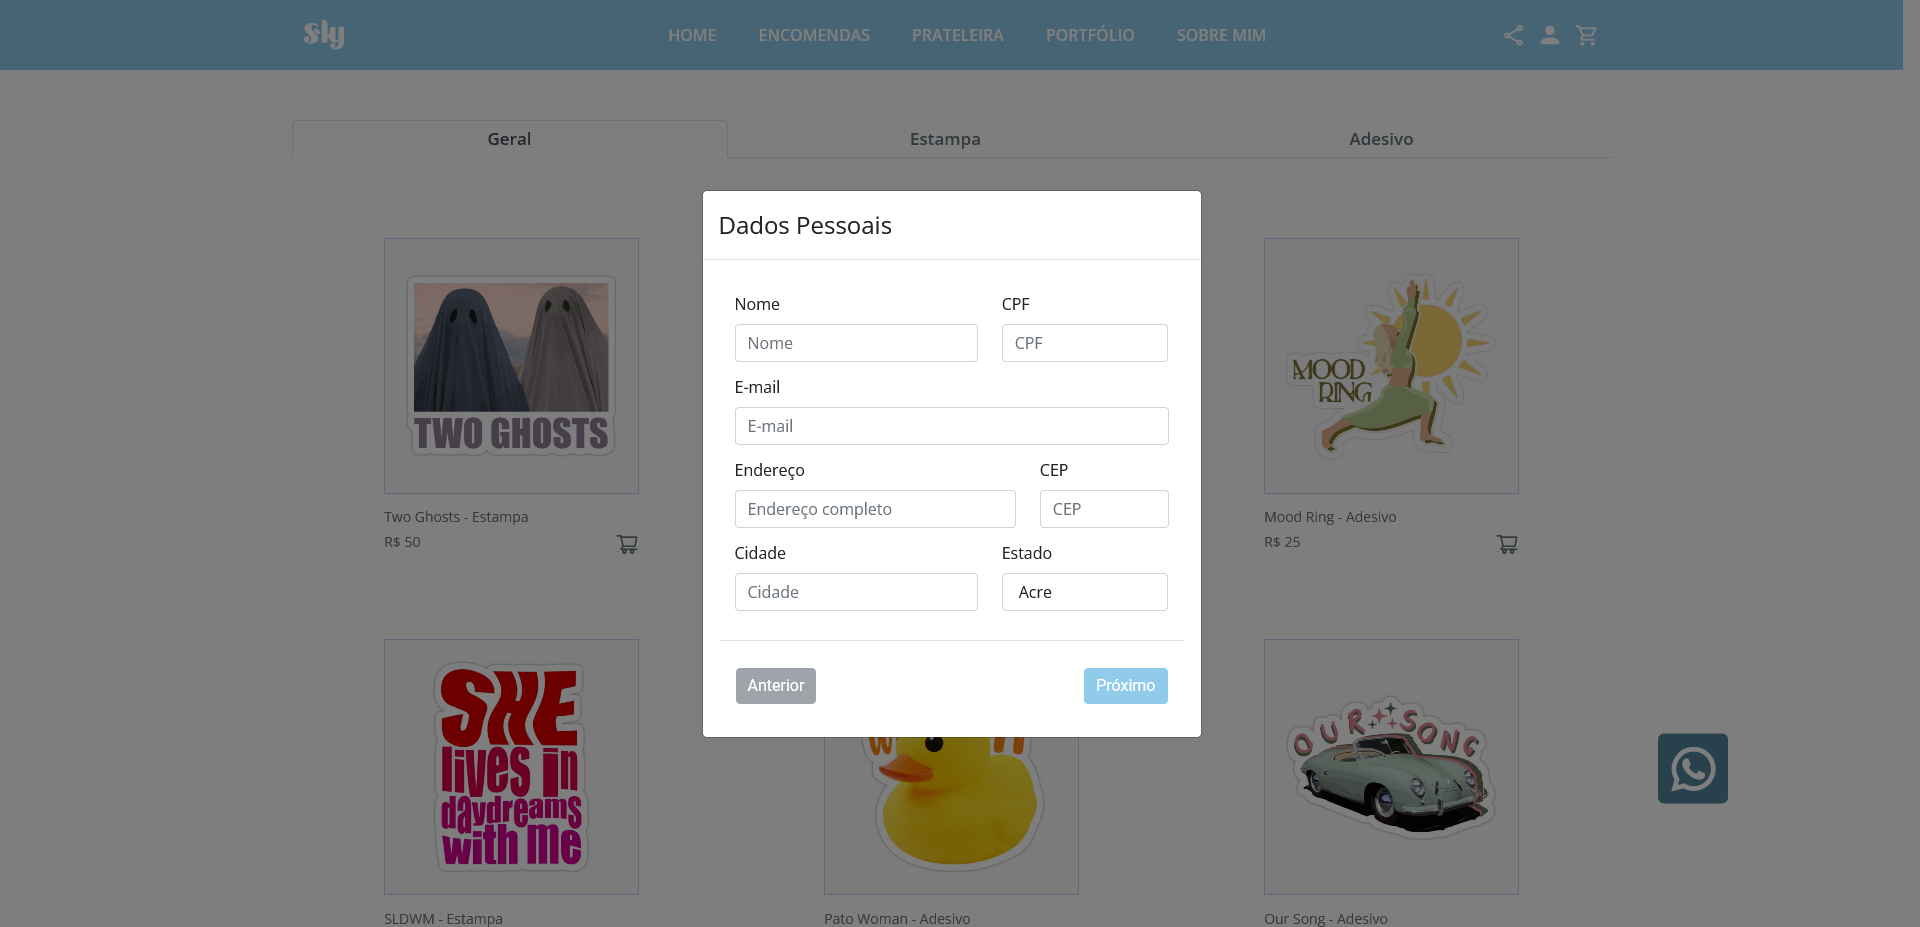 sly
HOME ENCOMENDAS PRATELEIRA PORTFÓLIO SOBRE MIM
Geral Estampa Adesivo
Dados Pessoais
Nome CPF
Nome CPF
E-mail
E-mail
Endereço CEP
Endereço completo CEP
Cidade Estado
Cidade Acre
Anterior Próximo
TWO GHOSTS
Two Ghosts - Estampa
R$ 50
MOOD
RING
Mood Ring - Adesivo
R$ 25
SHE
lives in
daydreams
with me
SLDWM - Estampa
Pato Woman - Adesivo
OUR SONG
Our Song - Adesivo